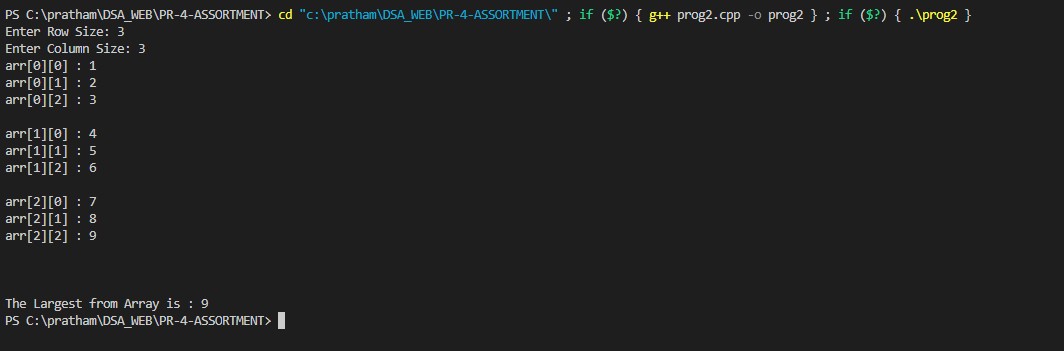 PS C:\pratham\DSA_WEB\PR-4-ASSORTMENT> cd "c:\pratham\DSA_WEB\PR-4-ASSORTMENT\" ; if ($?) { g++ prog2.cpp -o prog2 } ; if ($?) { .\prog2 }
Enter Row Size: 3
Enter Column Size: 3
arr[0][0] : 1
arr[0][1] : 2
arr[0][2] : 3
arr[1][0] : 4
arr[1][1] : 5
arr[1][2] : 6
arr[2][0] : 7
arr[2][1] : 8
arr[2][2] : 9
The Largest from Array is : 9
PS C:\pratham\DSA_WEB\PR-4-ASSORTMENT>